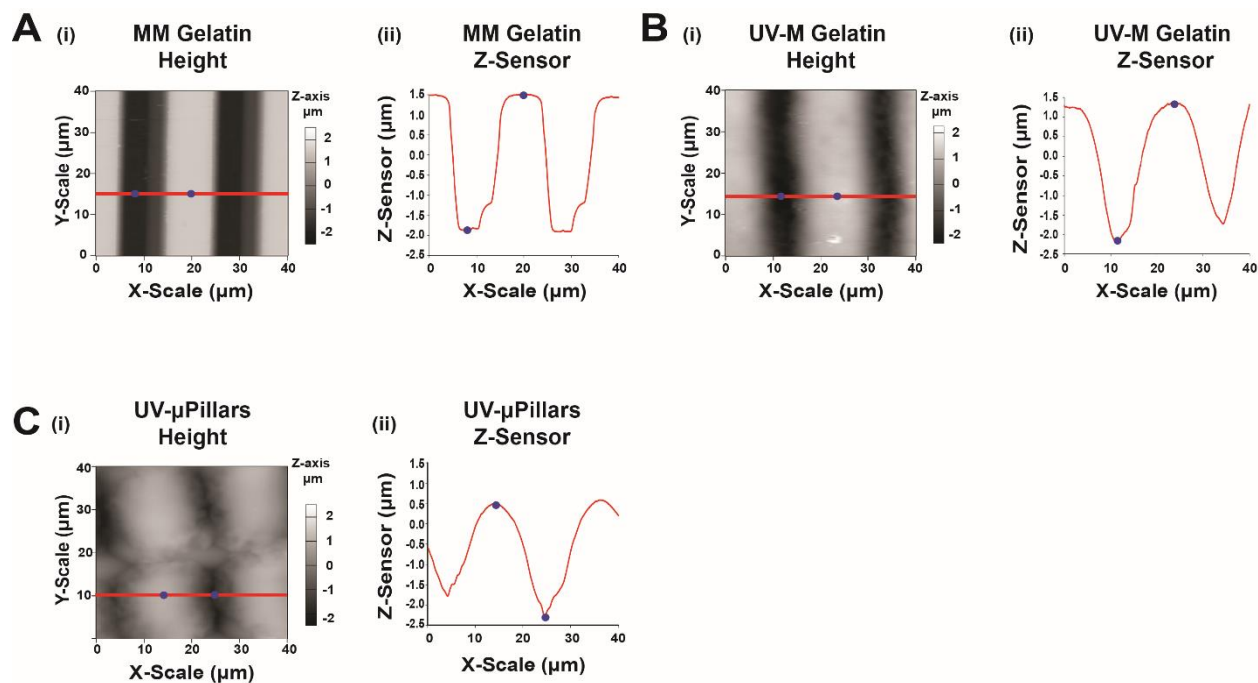 A (i) MM Gelatin Height
Z-axis µm
2
1
0
-1
-2
Y-Scale (µm)
40
30
20
10
0
0 10 20 30 40
X-Scale (µm)
(ii) MM Gelatin Z-Sensor
Z-Sensor (µm)
1.5
1.0
0.5
0.0
-0.5
-1.0
-1.5
-2.0
-2.5
0 10 20 30 40
X-Scale (µm)
B (i) UV-M Gelatin Height
Z-axis µm
2
1
0
-1
-2
Y-Scale (µm)
40
30
20
10
0
0 10 20 30 40
X-Scale (µm)
(ii) UV-M Gelatin Z-Sensor
Z-Sensor (µm)
1.5
1.0
0.5
0.0
-0.5
-1.0
-1.5
-2.0
-2.5
0 10 20 30 40
X-Scale (µm)
C (i) UV-µPillars Height
Z-axis µm
2
1
0
-1
-2
Y-Scale (µm)
40
30
20
10
0 10 20 30 40
X-Scale (µm)
(ii) UV-µPillars Z-Sensor
Z-Sensor (µm)
1.5
1.0
0.5
0.0
-0.5
-1.0
-1.5
-2.0
-2.5
0 10 20 30 40
X-Scale (µm)